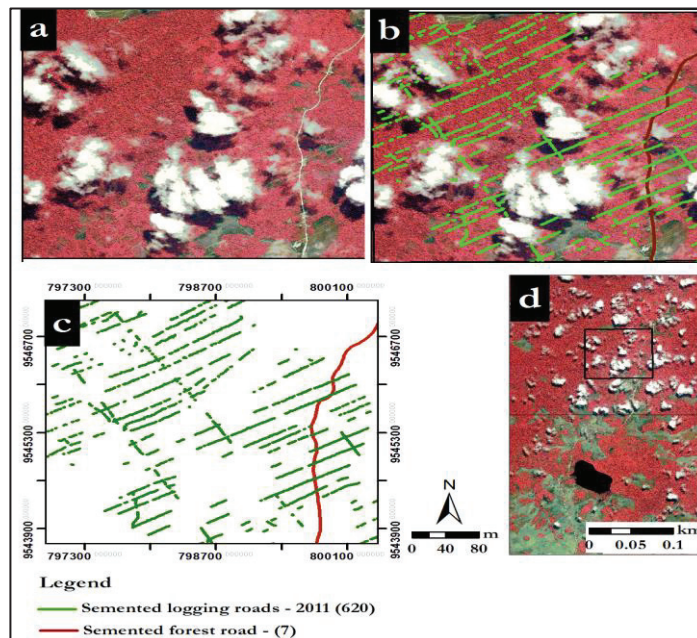 a
b
797300
798700
800100
c
d
9546700
9545300
9543900
9546700
9545300
9543900
797300
798700
800100
N
0 40 80 m
0 0.05 0.1 km
Legend
Semented logging roads - 2011 (620)
Semented forest road - (7)